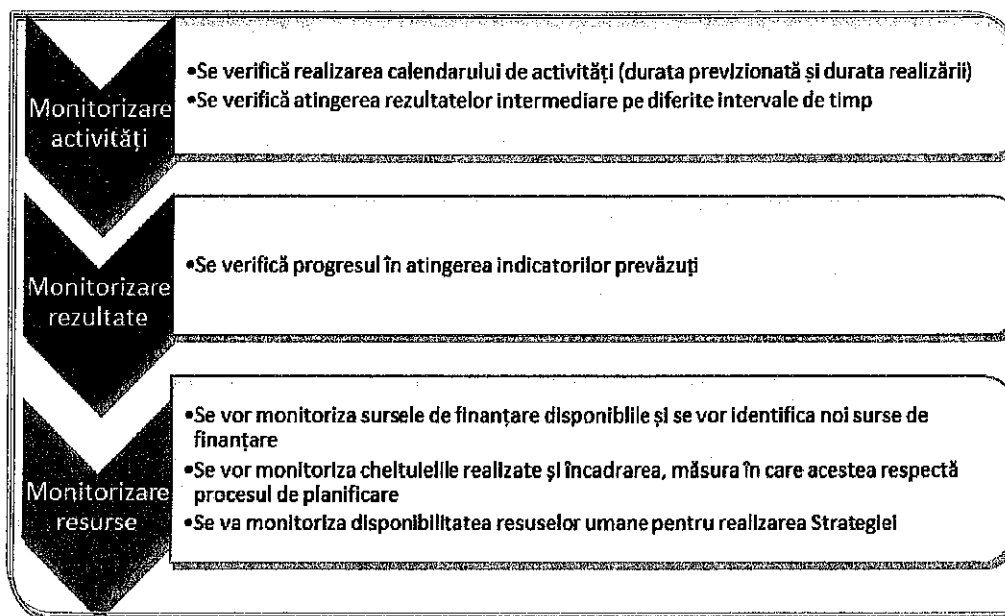 Monitorizare
activități
•Se verifică realizarea calendarului de activități (durata previzionată și durata realizării)
•Se verifică atingerea rezultatelor intermediare pe diferite intervale de timp
Monitorizare
rezultate
•Se verifică progresul în atingerea indicatorilor prevăzuți
Monitorizare
resurse
•Se vor monitoriza sursele de finanțare disponiblile și se vor identifica noi surse de
finanțare
•Se vor monitoriza cheltuielile realizate și încadrarea, măsura în care acestea respectă
procesul de planificare
•Se va monitoriza disponibilitatea resuselor umane pentru realizarea Strategiei